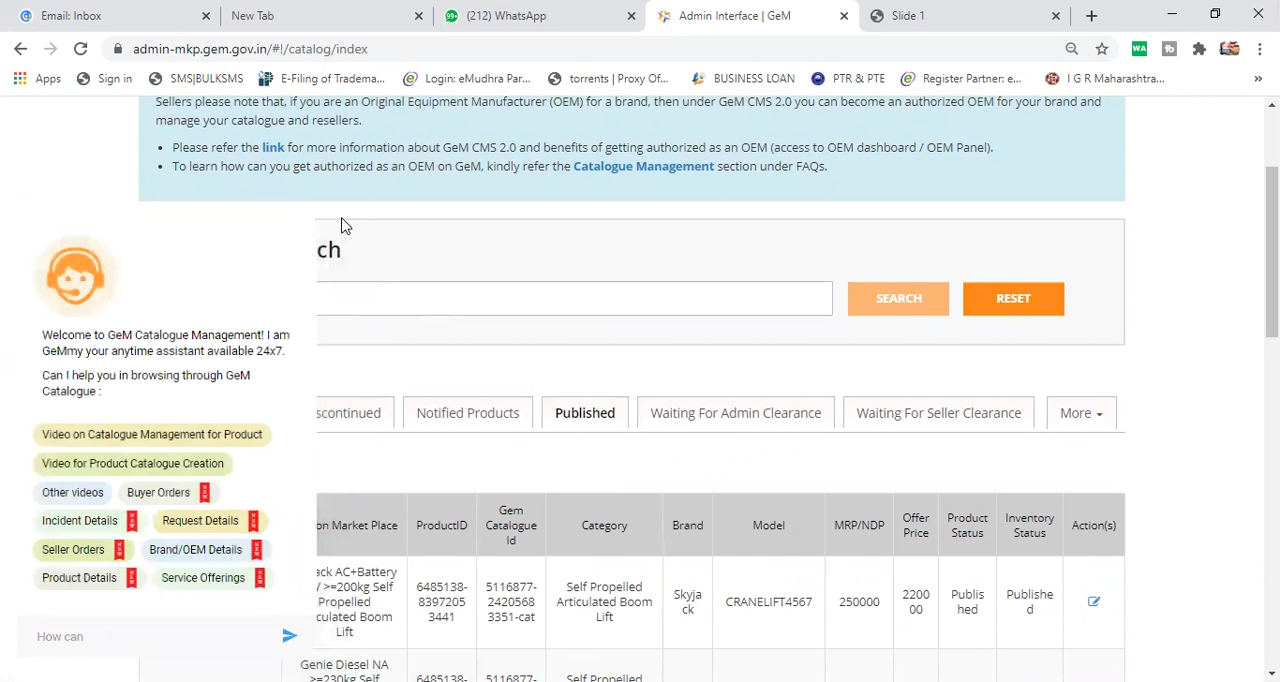 Email: Inbox
New Tab
(212) WhatsApp
Admin Interface | GeM
Slide 1
admin-mkp.gem.gov.in/#!/catalog/index
Apps
Sign in
SMS|BULKSMS
E-Filing of Tradema...
Login: eMudhra Par...
torrents | Proxy Of...
BUSINESS LOAN
PTR & PTE
Register Partner: e...
I G R Maharashtra...
Sellers please note that, if you are an Original Equipment Manufacturer (OEM) for a brand, then under GeM CMS 2.0 you can become an authorized OEM for your brand and
manage your catalogue and resellers.
• Please refer the link for more information about GeM CMS 2.0 and benefits of getting authorized as an OEM (access to OEM dashboard / OEM Panel).
• To learn how can you get authorized as an OEM on GeM, kindly refer the Catalogue Management section under FAQs.
ch
SEARCH
RESET
Welcome to GeM Catalogue Management! I am
GeMmy your anytime assistant available 24x7.
Can I help you in browsing through GeM
Catalogue :
Video on Catalogue Management for Product
Video for Product Catalogue Creation
Other videos
Buyer Orders
Incident Details
Request Details
Seller Orders
Brand/OEM Details
Product Details
Service Offerings
How can
scontinued
Notified Products
Published
Waiting For Admin Clearance
Waiting For Seller Clearance
More
on Market Place
ProductID
Gem
Catalogue
Id
Category
Brand
Model
MRP/NDP
Offer
Price
Product
Status
Inventory
Status
Action(s)
ack AC+Battery
/ >=200kg Self
Propelled
culated Boom
Lift
6485138-
8397205
3441
5116877-
2420568
3351-cat
Self Propelled
Articulated Boom
Lift
Skyja
ck
CRANELIFT4567
250000
2200
00
Publis
hed
Publishe
d
Genie Diesel NA
>=230kg Self
6485138-
5116877-
Self Propelled